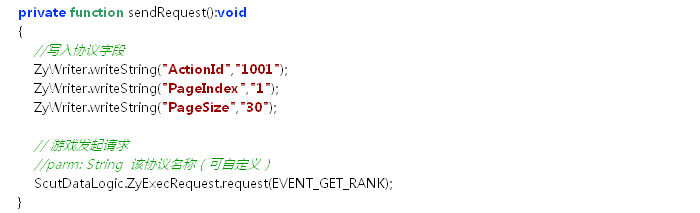 private function sendRequest():void
{
//写入协议字段
ZyWriter.writeString("ActionId","1001");
ZyWriter.writeString("PageIndex","1");
ZyWriter.writeString("PageSize","30");
// 游戏发起请求
//parm: String 该协议名称（可自定义）
ScutDataLogic.ZyExecRequest.request(EVENT_GET_RANK);
}